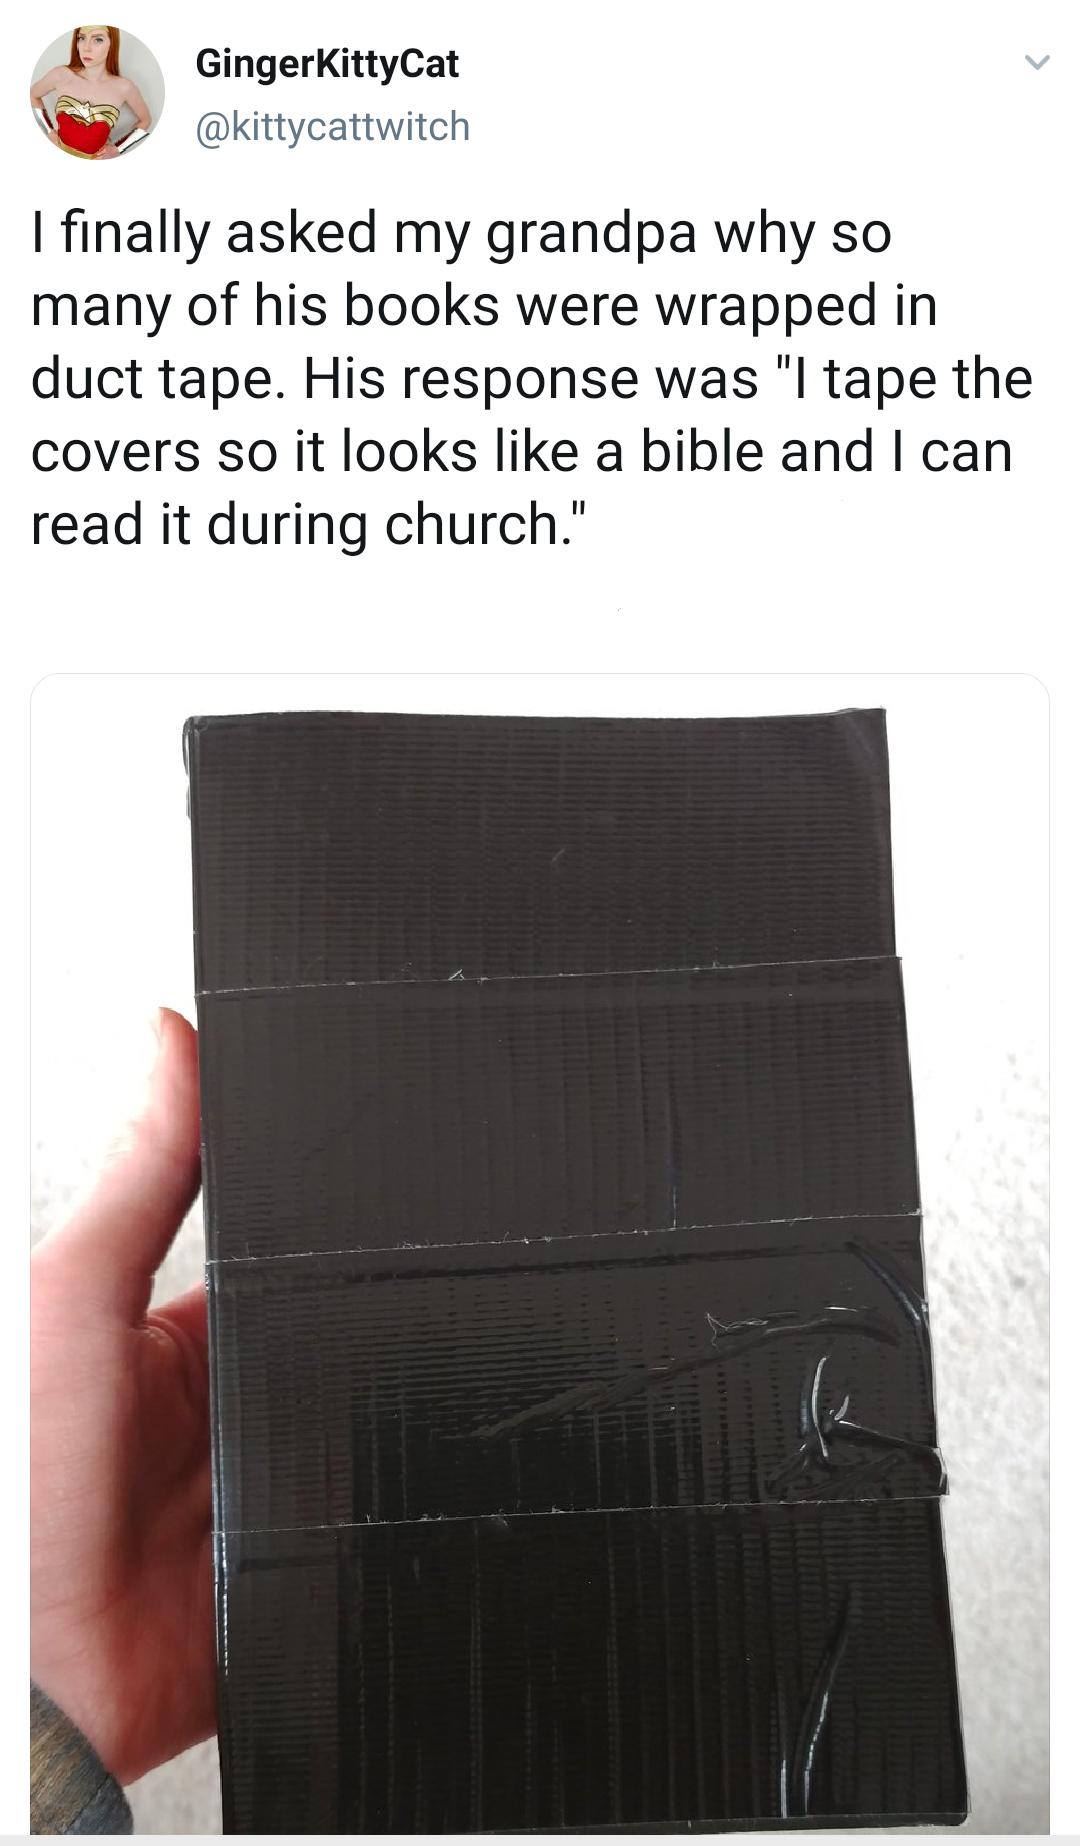 GingerKittyCat
@kittycattwitch
I finally asked my grandpa why so
many of his books were wrapped in
duct tape. His response was "I tape the
covers so it looks like a bible and I can
read it during church."